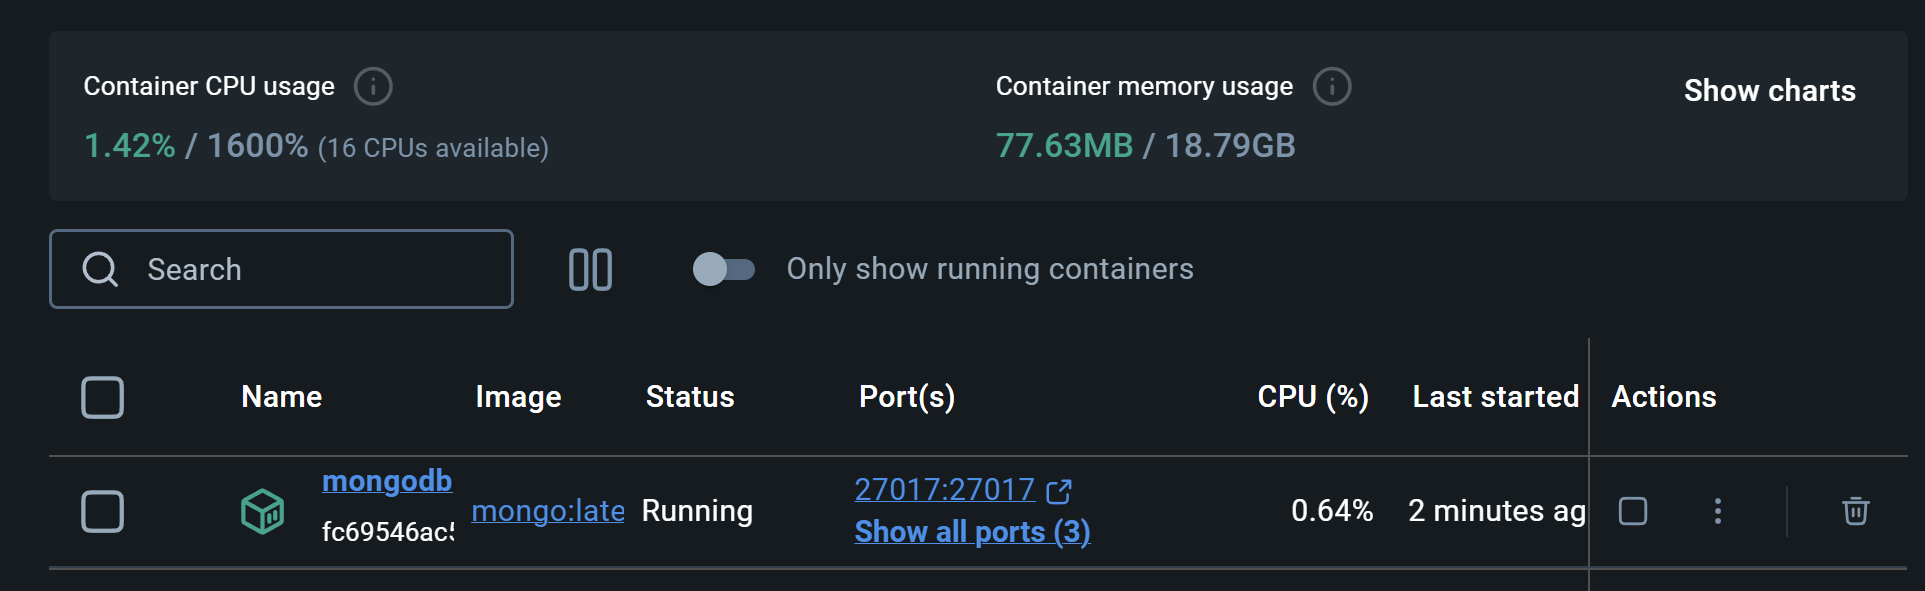 Container CPU usage
1.42% / 1600% (16 CPUs available)
Container memory usage
77.63MB / 18.79GB
Show charts
Search
Only show running containers
Name Image Status Port(s) CPU (%) Last started Actions
mongodb
fc69546ac5
mongo:late
Running
27017:27017
Show all ports (3)
0.64%
2 minutes ag